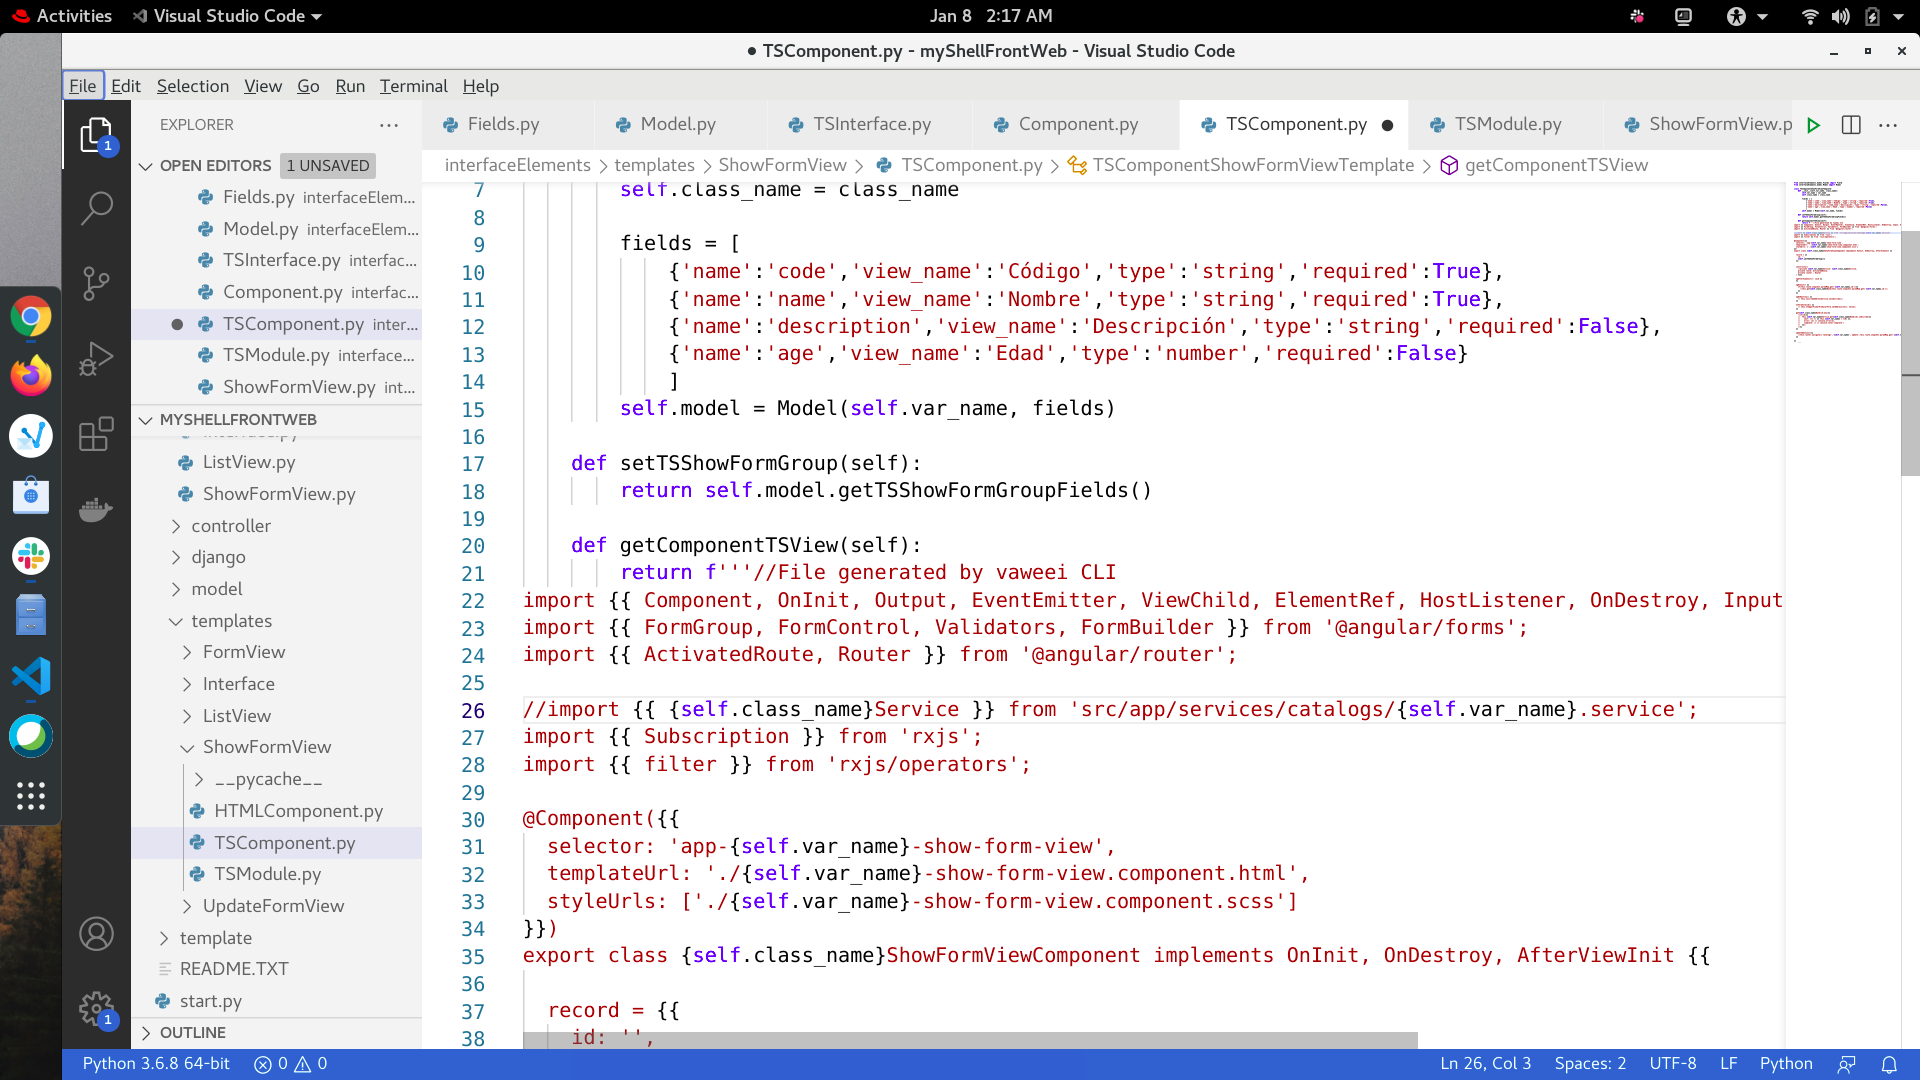 Activities
Visual Studio Code
Jan 8 2:17 AM
● TSComponent.py - myShellFrontWeb - Visual Studio Code
File Edit Selection View Go Run Terminal Help
EXPLORER
OPEN EDITORS 1 UNSAVED
Fields.py interfaceElem...
Model.py interfaceElem...
TSInterface.py interfac...
Component.py interfac...
TSComponent.py inter...
TSModule.py interface...
ShowFormView.py int...
MYSHELLFRONTWEB
Interface.py
ListView.py
ShowFormView.py
controller
django
model
templates
FormView
Interface
ListView
ShowFormView
__pycache__
HTMLComponent.py
TSComponent.py
TSModule.py
UpdateFormView
template
README.TXT
start.py
OUTLINE
1
1
Fields.py Model.py TSInterface.py Component.py TSComponent.py ● TSModule.py ShowFormView.p
interfaceElements > templates > ShowFormView > TSComponent.py > TSComponentShowFormViewTemplate > getComponentTSView
7 self.class_name = class_name
8
9 fields = [
10 {'name':'code','view_name':'Código','type':'string','required':True},
11 {'name':'name','view_name':'Nombre','type':'string','required':True},
12 {'name':'description','view_name':'Descripción','type':'string','required':False},
13 {'name':'age','view_name':'Edad','type':'number','required':False}
14 ]
15 self.model = Model(self.var_name, fields)
16
17 def setTSShowFormGroup(self):
18 return self.model.getTSShowFormGroupFields()
19
20 def getComponentTSView(self):
21 return f'''//File generated by vaweei CLI
22 import {{ Component, OnInit, Output, EventEmitter, ViewChild, ElementRef, HostListener, OnDestroy, Input
23 import {{ FormGroup, FormControl, Validators, FormBuilder }} from '@angular/forms';
24 import {{ ActivatedRoute, Router }} from '@angular/router';
25
26 //import {{ {self.class_name}Service }} from 'src/app/services/catalogs/{self.var_name}.service';
27 import {{ Subscription }} from 'rxjs';
28 import {{ filter }} from 'rxjs/operators';
29
30 @Component({{
31 selector: 'app-{self.var_name}-show-form-view',
32 templateUrl: './{self.var_name}-show-form-view.component.html',
33 styleUrls: ['./{self.var_name}-show-form-view.component.scss']
34 }})
35 export class {self.class_name}ShowFormViewComponent implements OnInit, OnDestroy, AfterViewInit {{
36
37 record = {{
38 id: '',
Python 3.6.8 64-bit 0 0 Ln 26, Col 3 Spaces: 2 UTF-8 LF Python